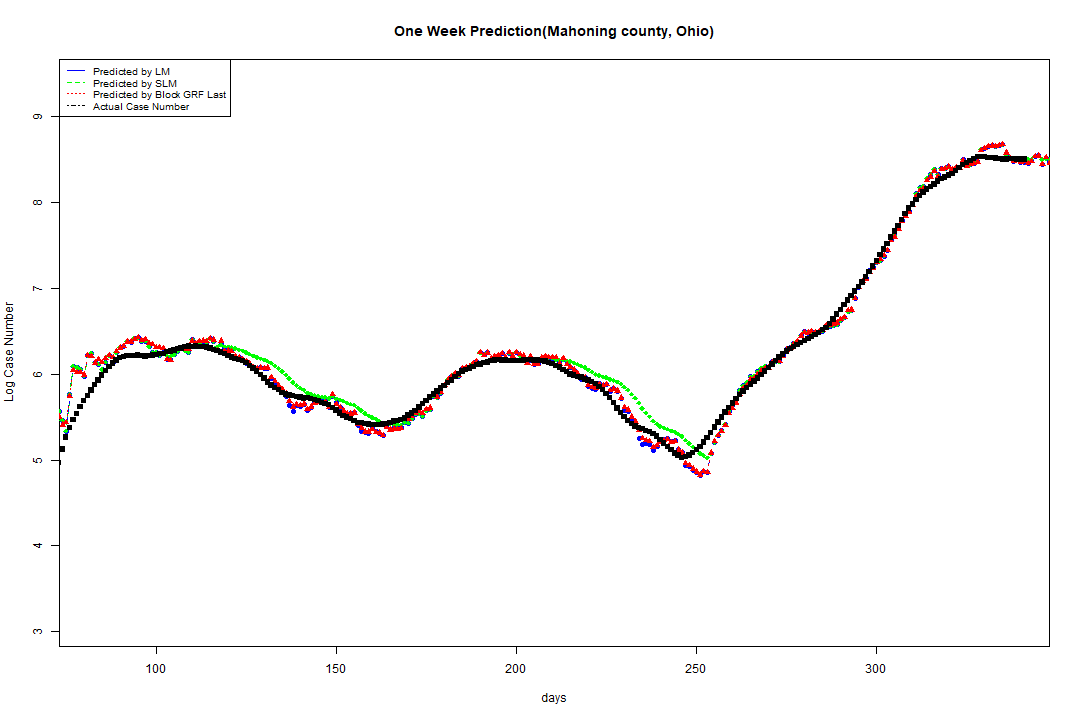 One Week Prediction(Mahoning county, Ohio)
Predicted by LM
Predicted by SLM
Predicted by Block GRF Last
Actual Case Number
9
8
7
6
5
4
3
Log Case Number
100 150 200 250 300
days